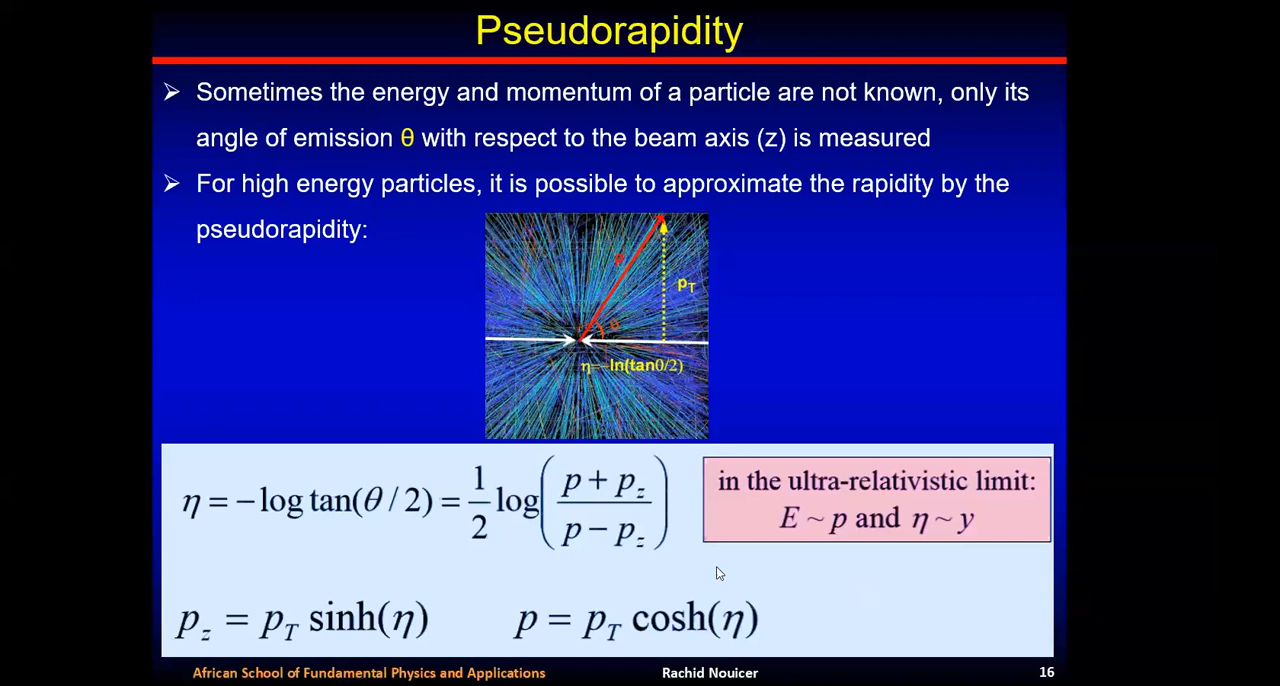 Pseudorapidity
➢ Sometimes the energy and momentum of a particle are not known, only its
angle of emission θ with respect to the beam axis (z) is measured
➢ For high energy particles, it is possible to approximate the rapidity by the
pseudorapidity:
p
p_T
θ
η=−ln(tanθ/2)
η = − log tan(θ / 2) = 1/2 log((p + p_z)/(p − p_z))
in the ultra-relativistic limit:
E ~ p and η ~ y
p_z = p_T sinh(η) p = p_T cosh(η)
African School of Fundamental Physics and Applications Rachid Nouicer 16